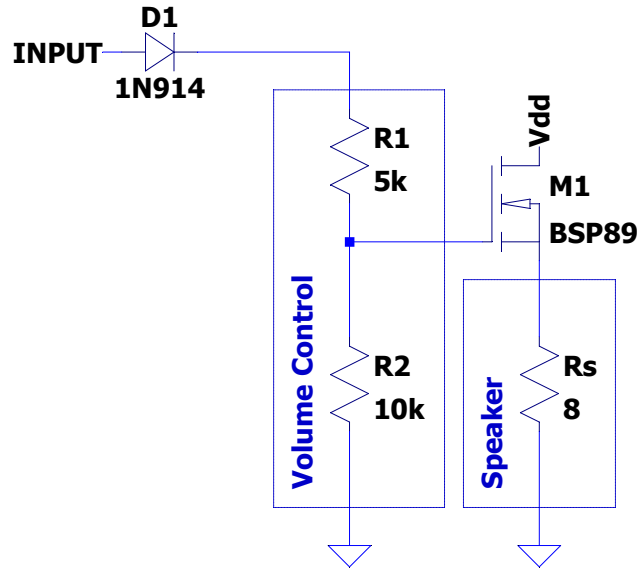 D1
INPUT
1N914
R1
5k
Vdd
M1
BSP89
Volume Control
R2
10k
Speaker
Rs
8